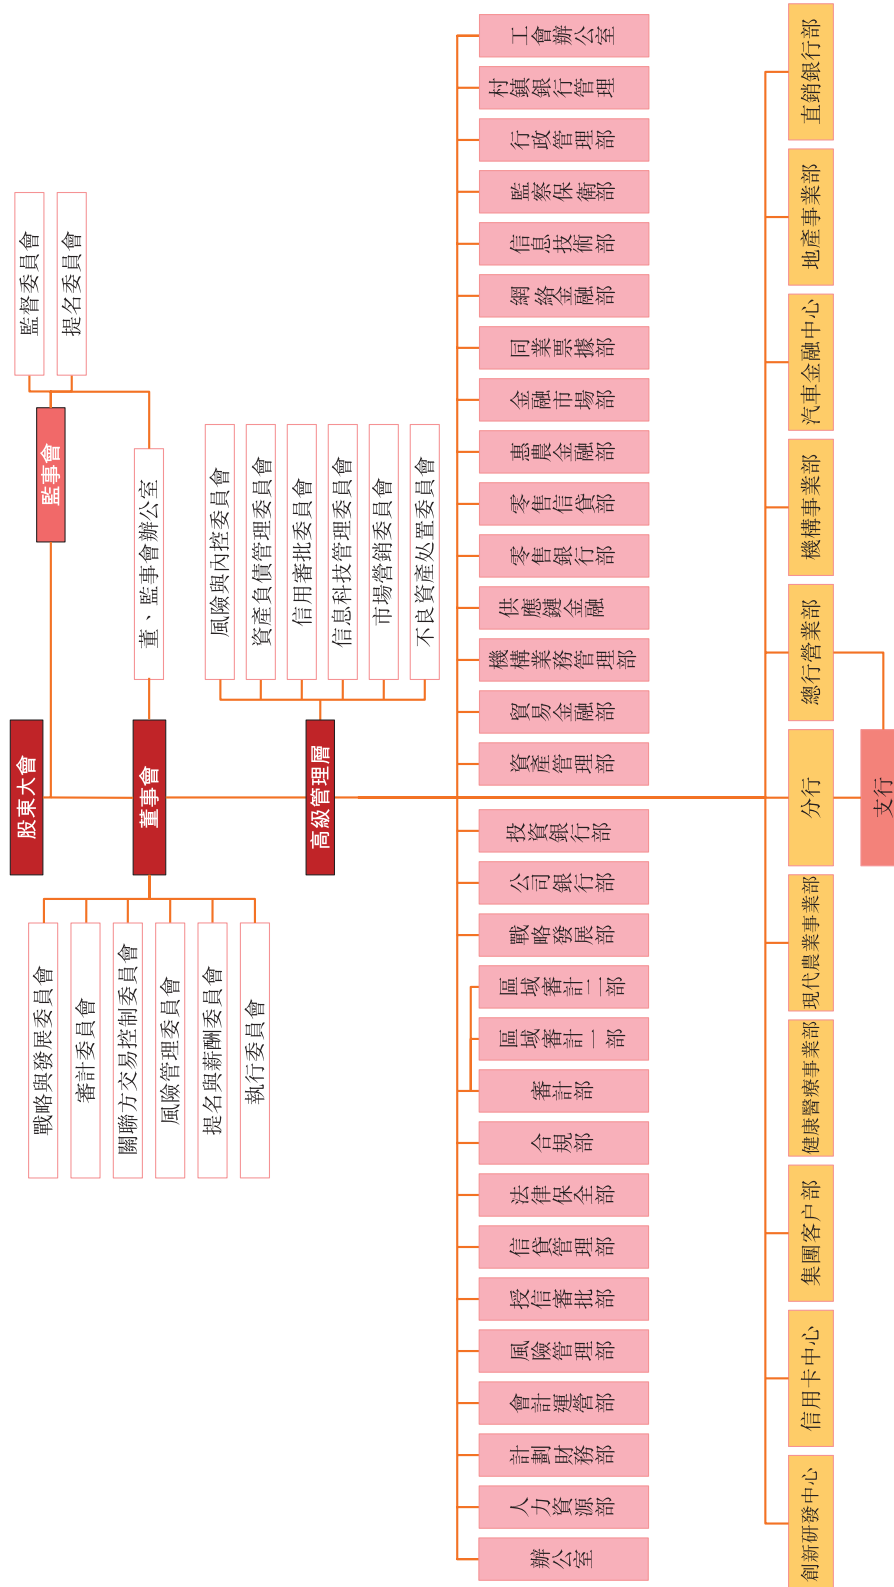 股東大會
監事會
監督委員會
提名委員會
董事會
董、監事會辦公室
戰略與發展委員會
審計委員會
關聯方交易控制委員會
風險管理委員會
提名與薪酬委員會
執行委員會
高級管理層
風險與內控委員會
資產負債管理委員會
信用審批委員會
信息科技管理委員會
市場營銷委員會
不良資產处置委員會
辦公室
人力資源部
計劃財務部
會計運營部
風險管理部
授信審批部
信貸管理部
法律保全部
合規部
審計部
區域審計一部
區域審計二部
戰略發展部
公司銀行部
投資銀行部
資產管理部
貿易金融部
機構業務管理部
供應鏈金融
零售銀行部
零售信貸部
惠農金融部
金融市場部
同業票據部
網絡金融部
信息技術部
監察保衛部
行政管理部
村鎮銀行管理
工會辦公室
創新研發中心
信用卡中心
集團客户部
健康醫療事業部
現代農業事業部
分行
總行營業部
機構事業部
汽車金融中心
地產事業部
直銷銀行部
支行